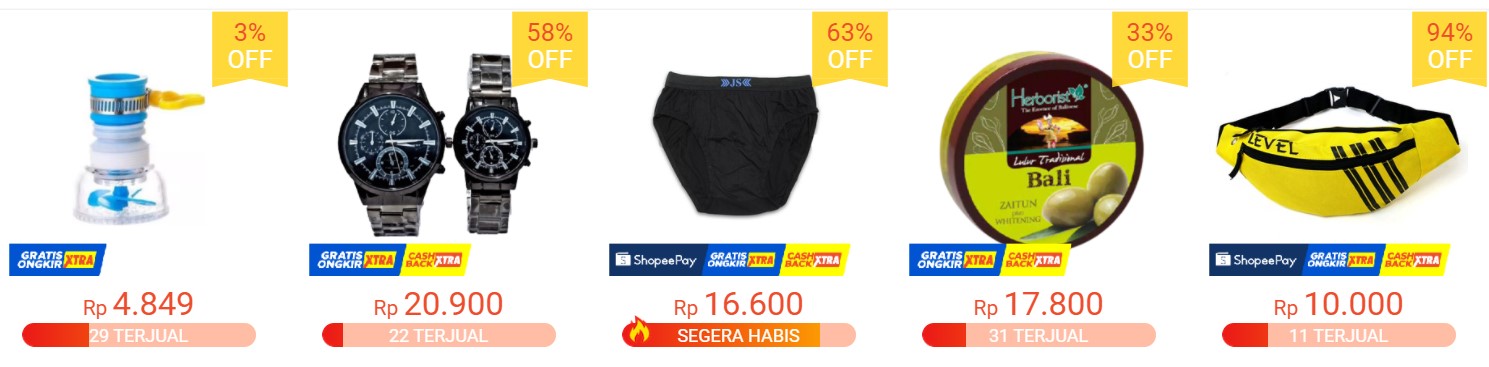 3%
OFF
GRATIS
ONGKIR XTRA
Rp 4.849
29 TERJUAL
58%
OFF
GRATIS
ONGKIR XTRA
CASH
BACK XTRA
Rp 20.900
22 TERJUAL
63%
OFF
JS
ShopeePay
GRATIS
ONGKIR XTRA
CASH
BACK XTRA
Rp 16.600
SEGERA HABIS
33%
OFF
Herborist
The Essence of Balinese
Lulur Tradisional
Bali
ZAITUN
plus
WHITENING
GRATIS
ONGKIR XTRA
CASH
BACK XTRA
Rp 17.800
31 TERJUAL
94%
OFF
LEVEL
ShopeePay
GRATIS
ONGKIR XTRA
CASH
BACK XTRA
Rp 10.000
11 TERJUAL